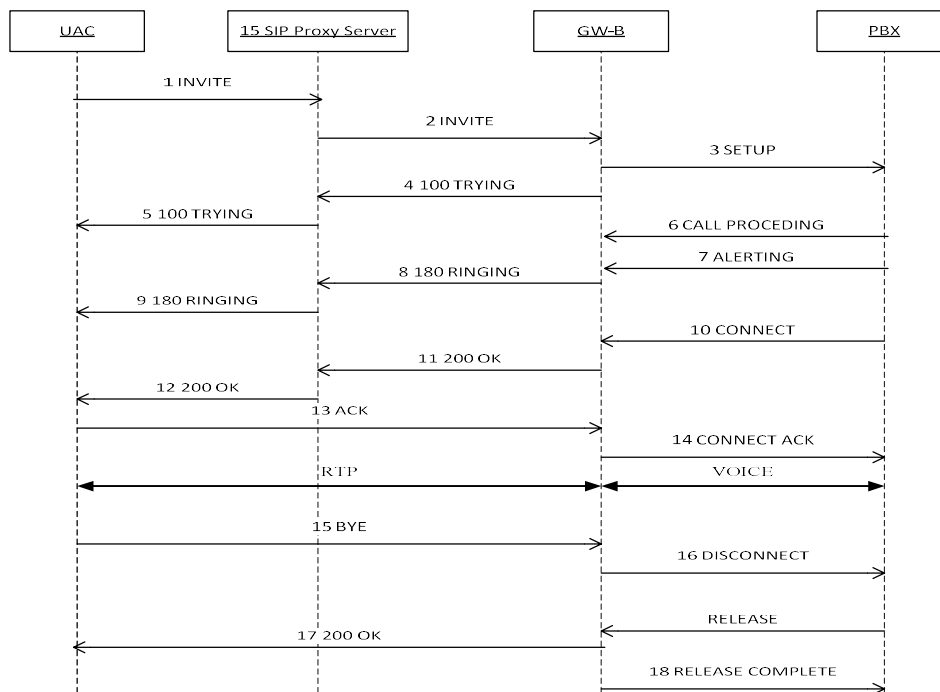 UAC
15 SIP Proxy Server
GW-B
PBX
1 INVITE
2 INVITE
3 SETUP
4 100 TRYING
5 100 TRYING
6 CALL PROCEDING
7 ALERTING
8 180 RINGING
9 180 RINGING
10 CONNECT
11 200 OK
12 200 OK
13 ACK
14 CONNECT ACK
RTP
VOICE
15 BYE
16 DISCONNECT
RELEASE
17 200 OK
18 RELEASE COMPLETE